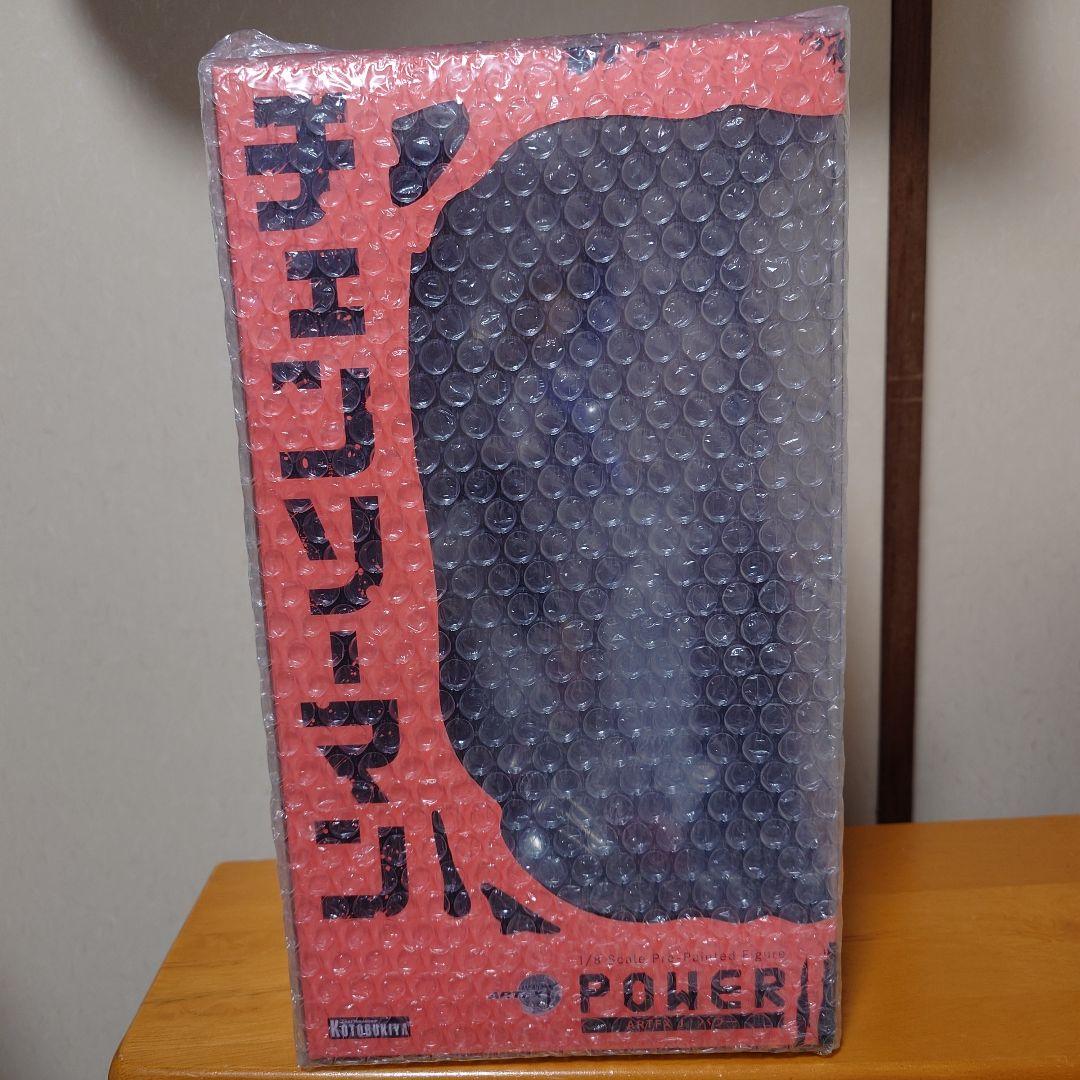 チェンソーマン
1/8 Scale Pre-Painted Figure
ARTFX J
POWER
KOTOBUKIYA